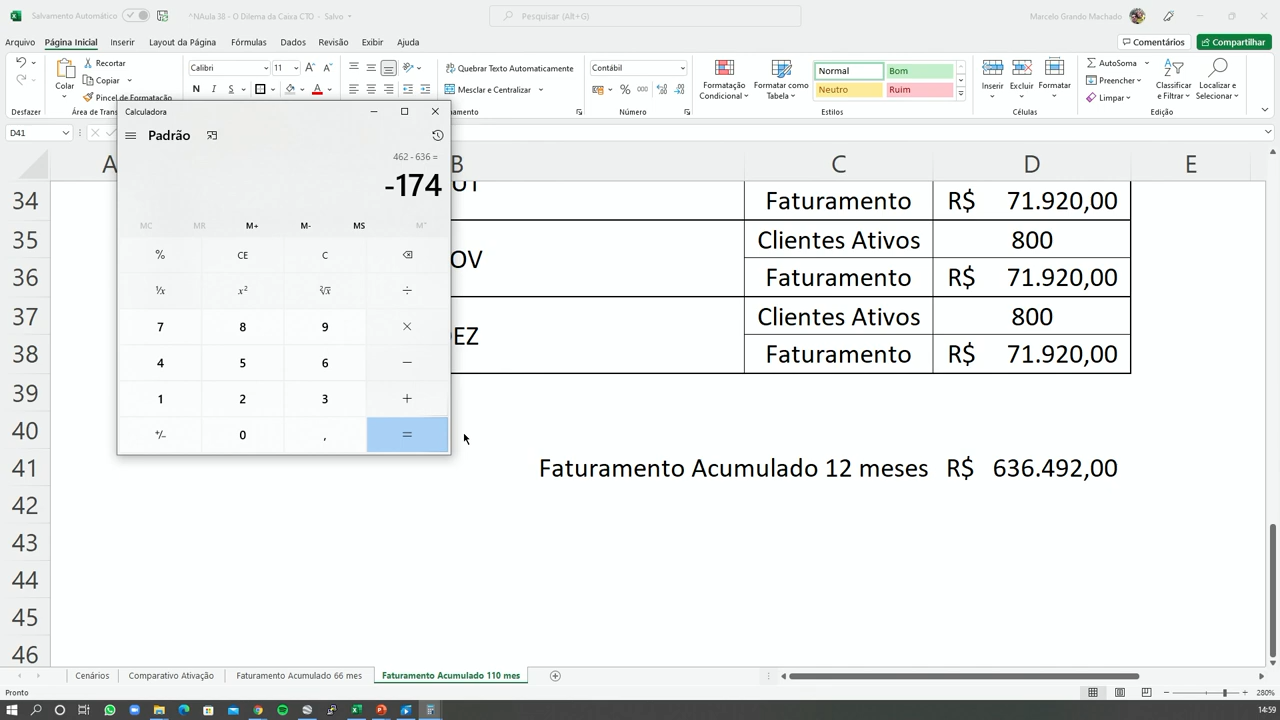 Salvamento Automático
^NAula 38 - O Dilema da Caixa CTO - Salvo
Pesquisar (Alt+G)
Marcelo Grando Machado
Arquivo Página Inicial Inserir Layout da Página Fórmulas Dados Revisão Exibir Ajuda
Comentários Compartilhar
Colar
Recortar
Copiar
Pincel de Formatação
Calibri 11
N I S
Quebrar Texto Automaticamente
Mesclar e Centralizar
Contábil
% 000
Formatação Condicional
Formatar como Tabela
Normal Bom
Neutro Ruim
Inserir Excluir Formatar
AutoSoma
Preencher
Limpar
Classificar e Filtrar
Localizar e Selecionar
Desfazer Área de Trans Número Estilos Células Edição
D41
Calculadora
Padrão
462 - 636 =
-174
MC MR M+ M- MS M˅
% CE C
¹/x x² ²√x ÷
7 8 9 ×
4 5 6 −
1 2 3 +
+/− 0 , =
A B C D E
34 UT Faturamento R$ 71.920,00
35 Clientes Ativos 800
OV
36 Faturamento R$ 71.920,00
37 Clientes Ativos 800
EZ
38 Faturamento R$ 71.920,00
39
40
41 Faturamento Acumulado 12 meses R$ 636.492,00
42
43
44
45
46
Cenários Comparativo Ativação Faturamento Acumulado 66 mes Faturamento Acumulado 110 mes
Pronto
280%
14:59